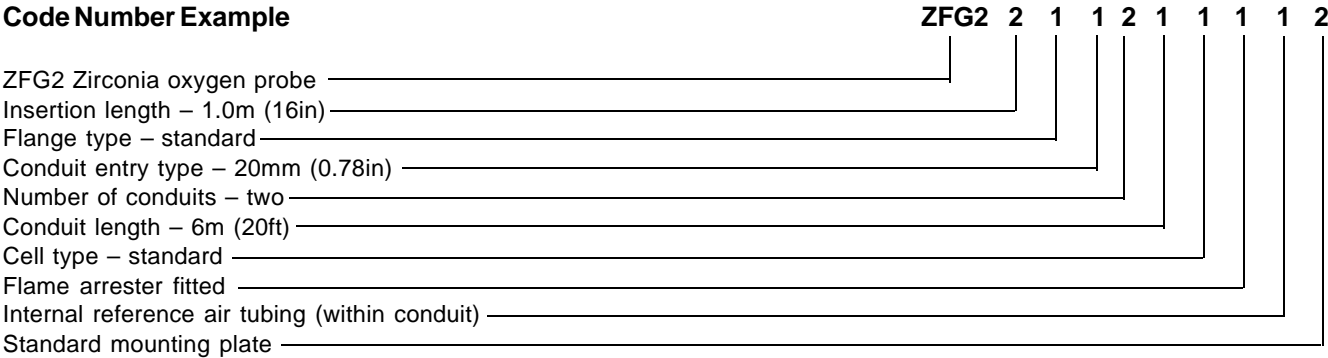 Code Number Example ZFG2 2 1 1 2 1 1 1 1 2
ZFG2 Zirconia oxygen probe
Insertion length – 1.0m (16in)
Flange type – standard
Conduit entry type – 20mm (0.78in)
Number of conduits – two
Conduit length – 6m (20ft)
Cell type – standard
Flame arrester fitted
Internal reference air tubing (within conduit)
Standard mounting plate